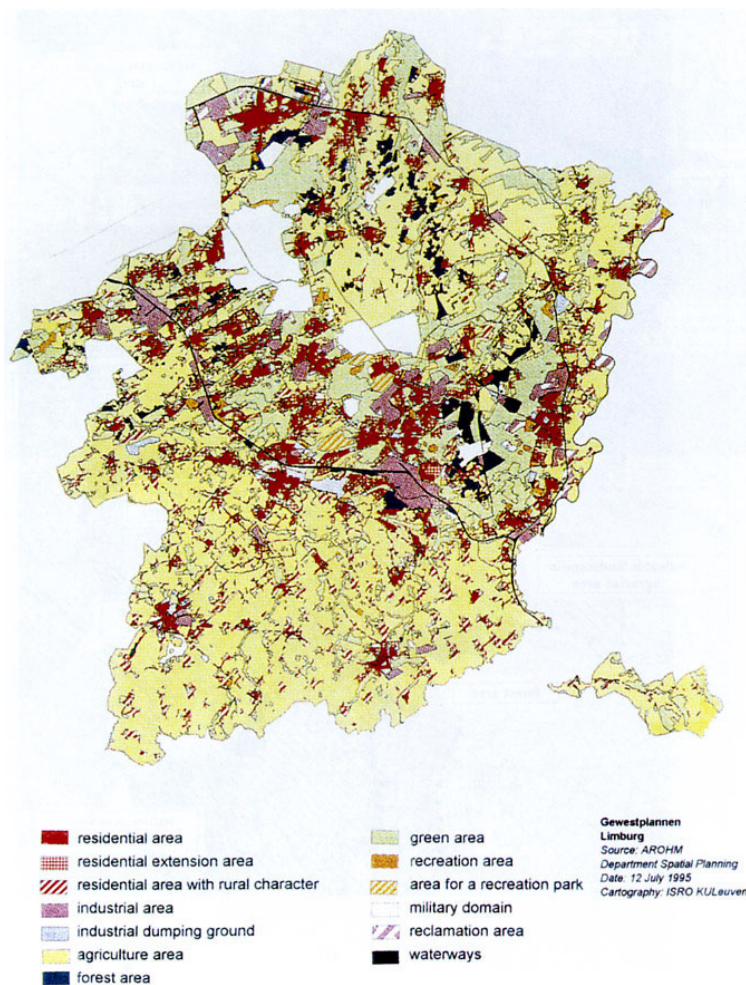 residential area
residential extension area
residential area with rural character
industrial area
industrial dumping ground
agriculture area
forest area
green area
recreation area
area for a recreation park
military domain
reclamation area
waterways
Gewestplannen
Limburg
Source: AROHM
Department Spatial Planning
Date: 12 July 1995
Cartography: ISRO KULeuven